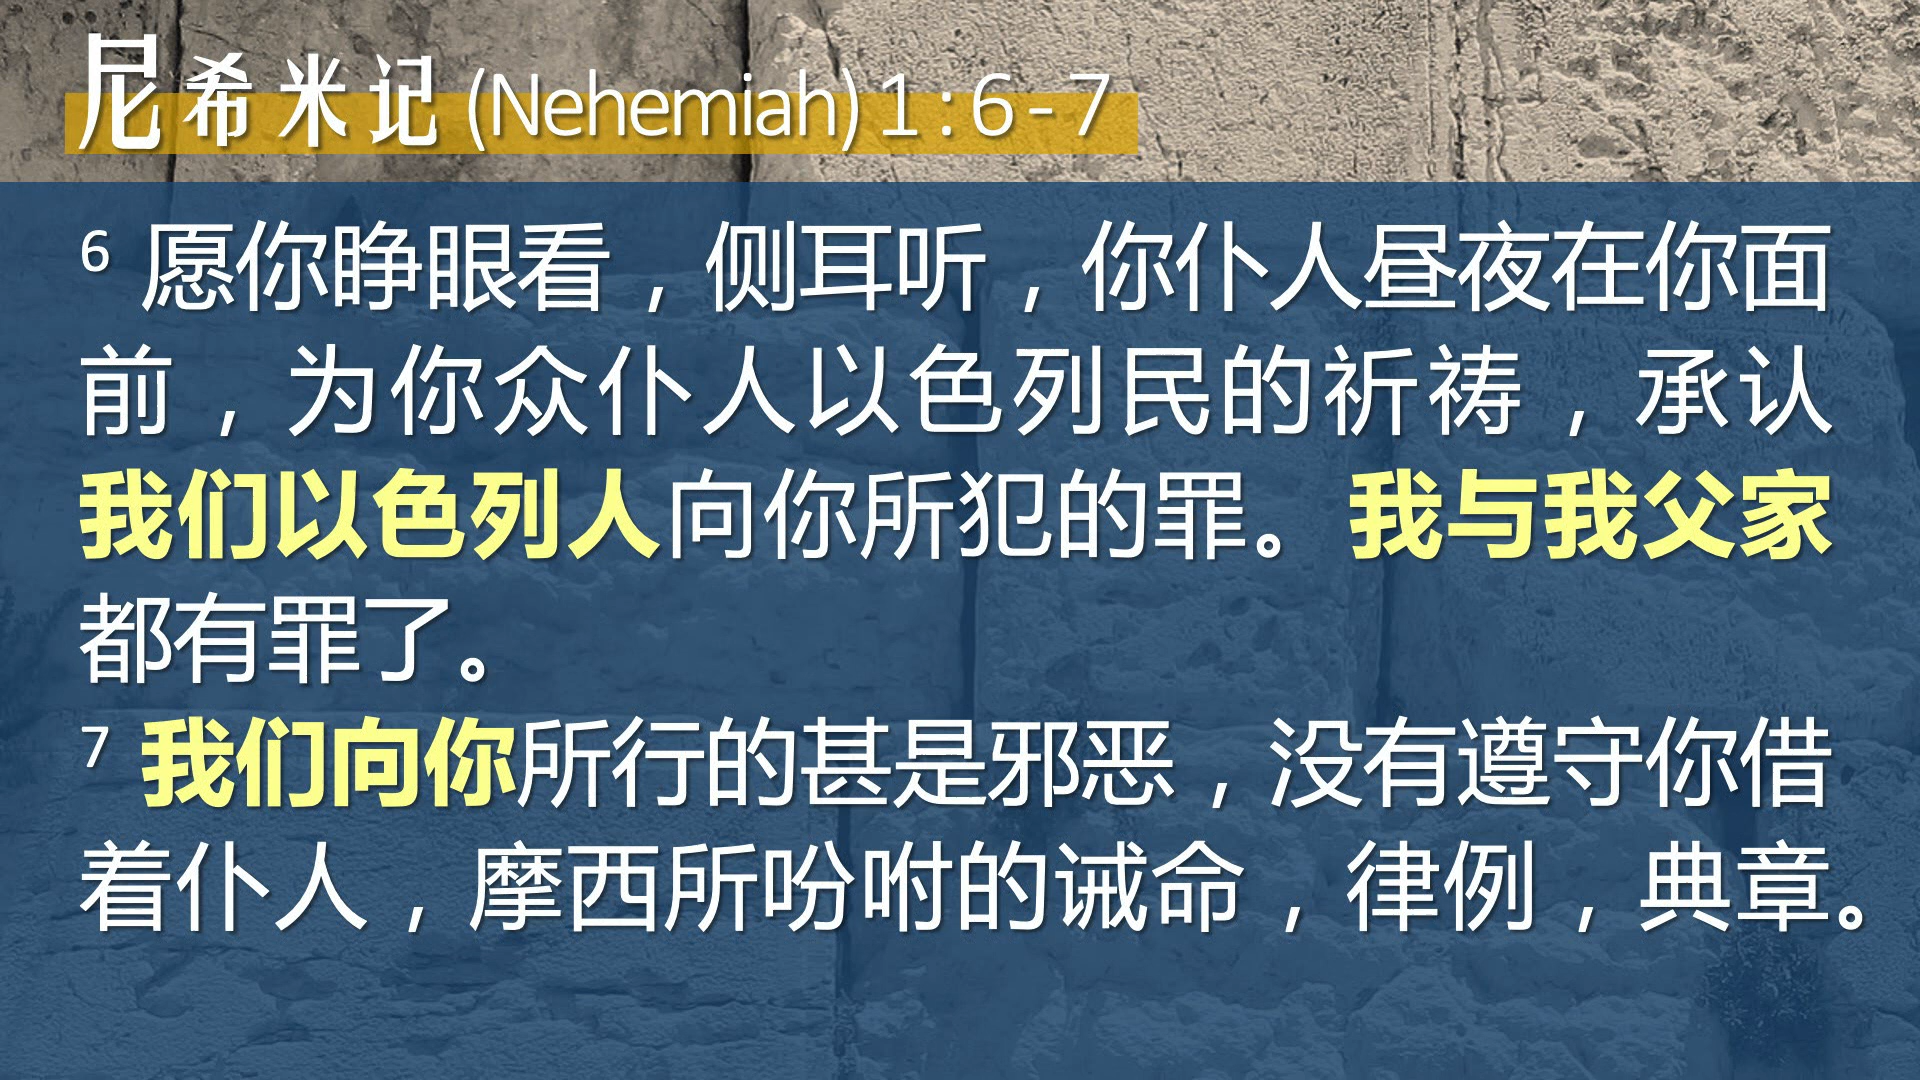 尼希米记 (Nehemiah) 1:6-7
6 愿你睁眼看，侧耳听，你仆人昼夜在你面
前，为你众仆人以色列民的祈祷，承认
我们以色列人向你所犯的罪。我与我父家
都有罪了。
7 我们向你所行的甚是邪恶，没有遵守你借
着仆人，摩西所吩咐的诫命，律例，典章。